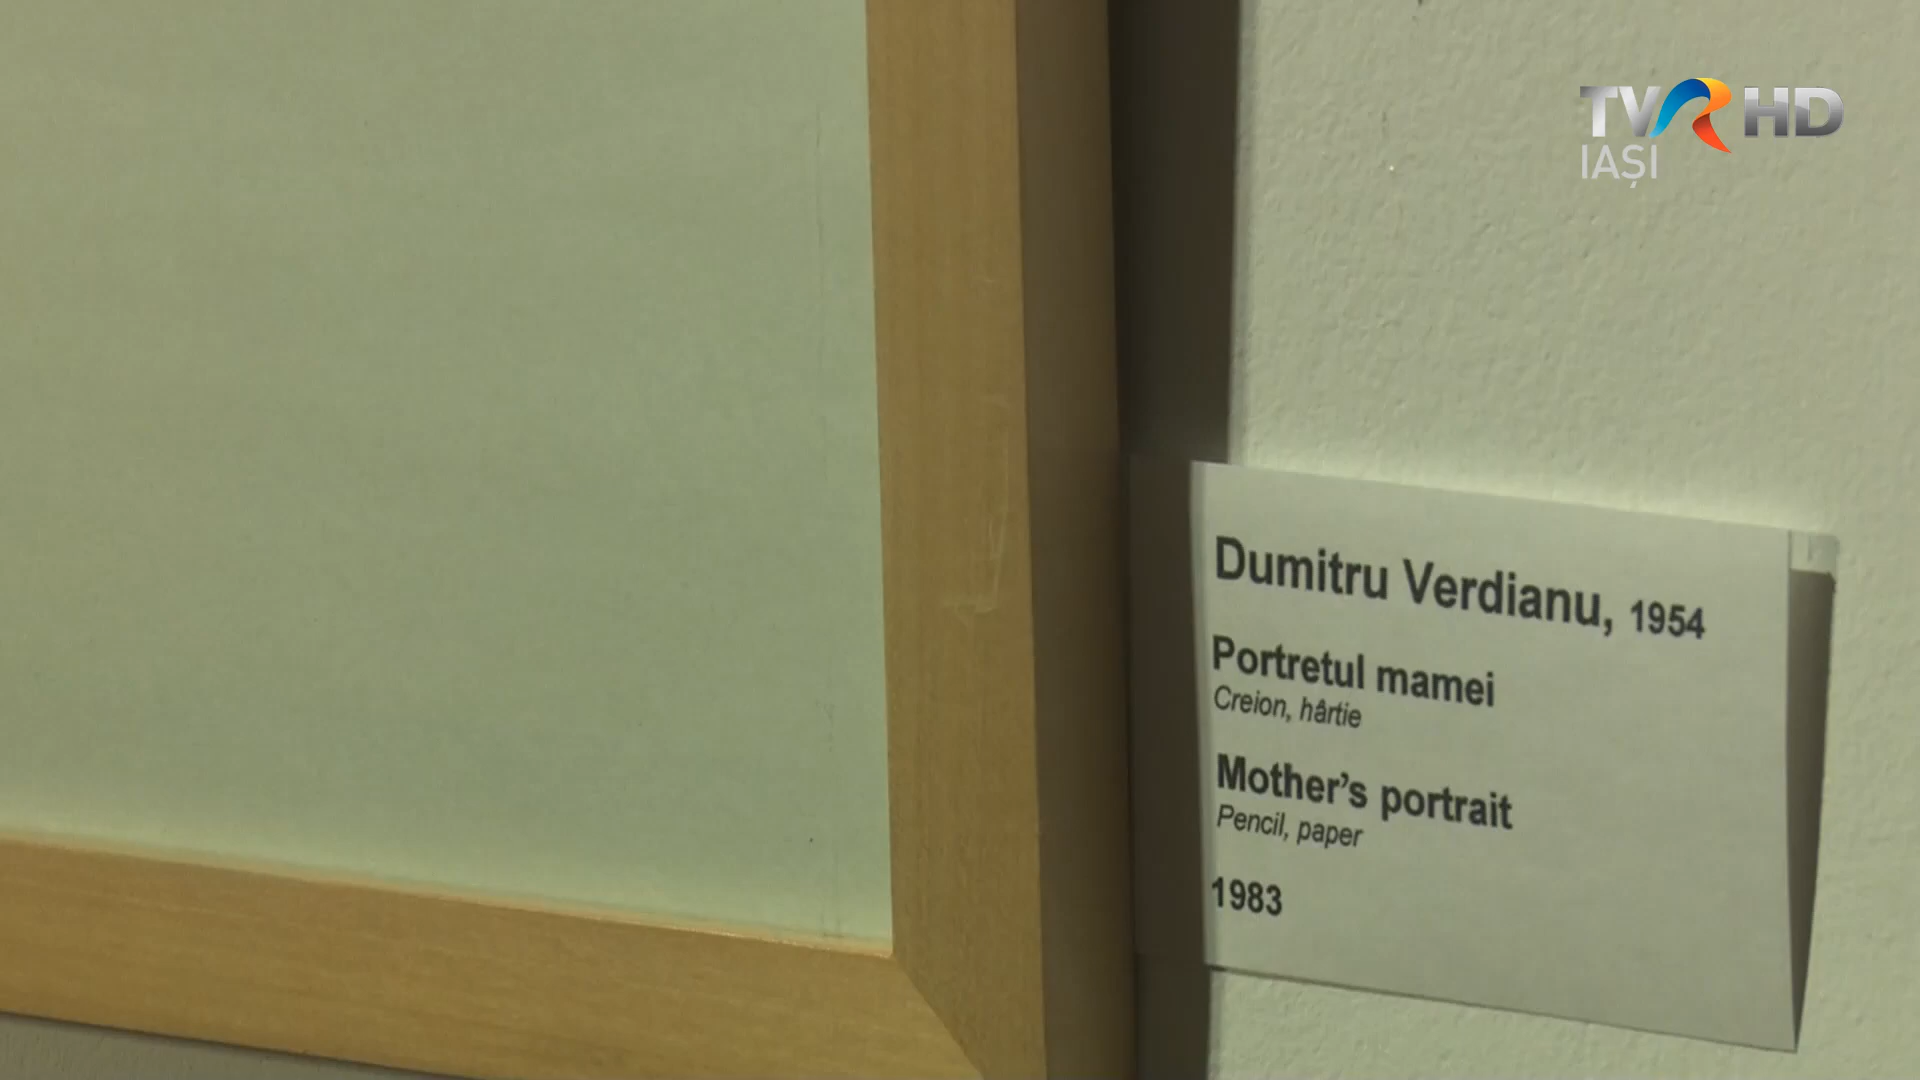 TVR HD
IAȘI
Dumitru Verdianu, 1954
Portretul mamei
Creion, hârtie
Mother's portrait
Pencil, paper
1983